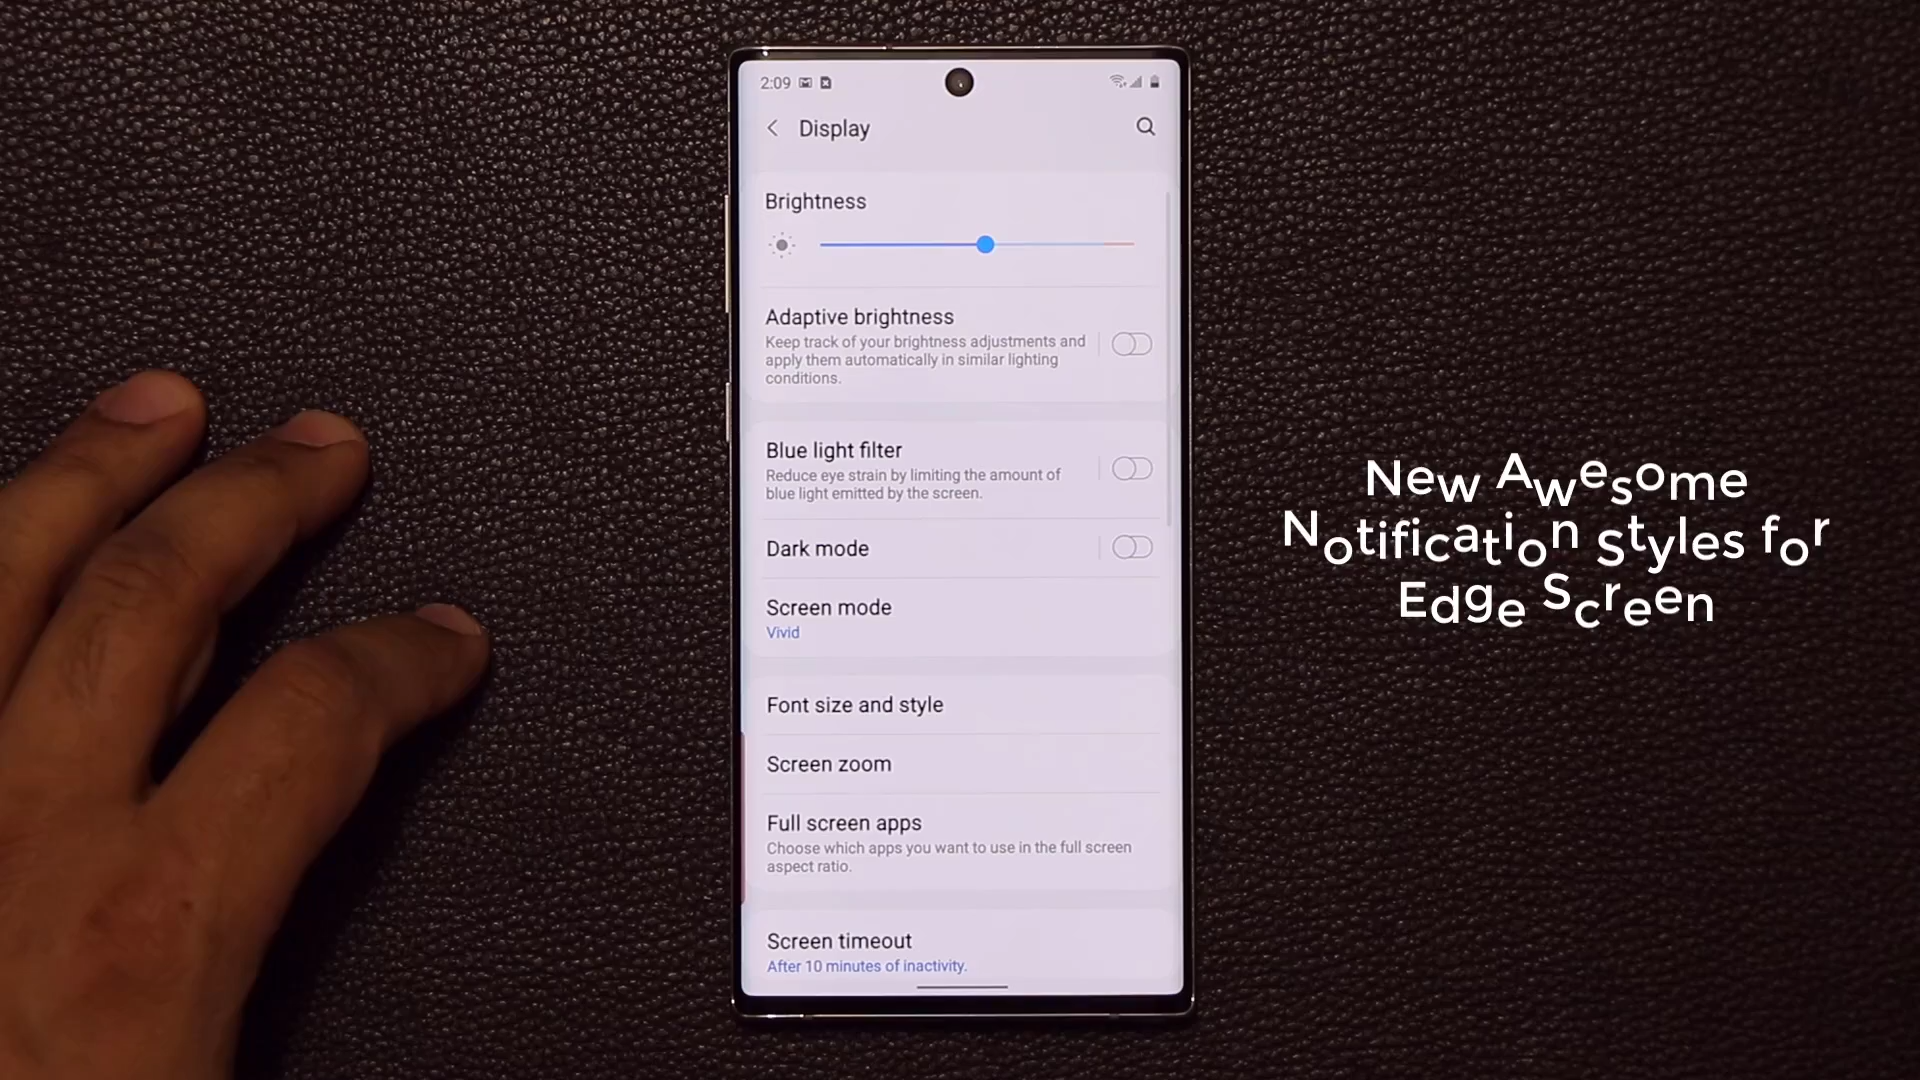 2:09
Display
Brightness
Adaptive brightness
Keep track of your brightness adjustments and
apply them automatically in similar lighting
conditions.
Blue light filter
Reduce eye strain by limiting the amount of
blue light emitted by the screen.
Dark mode
Screen mode
Vivid
Font size and style
Screen zoom
Full screen apps
Choose which apps you want to use in the full screen
aspect ratio.
Screen timeout
After 10 minutes of inactivity.
New Awesome
Notification styles for
Edge Screen